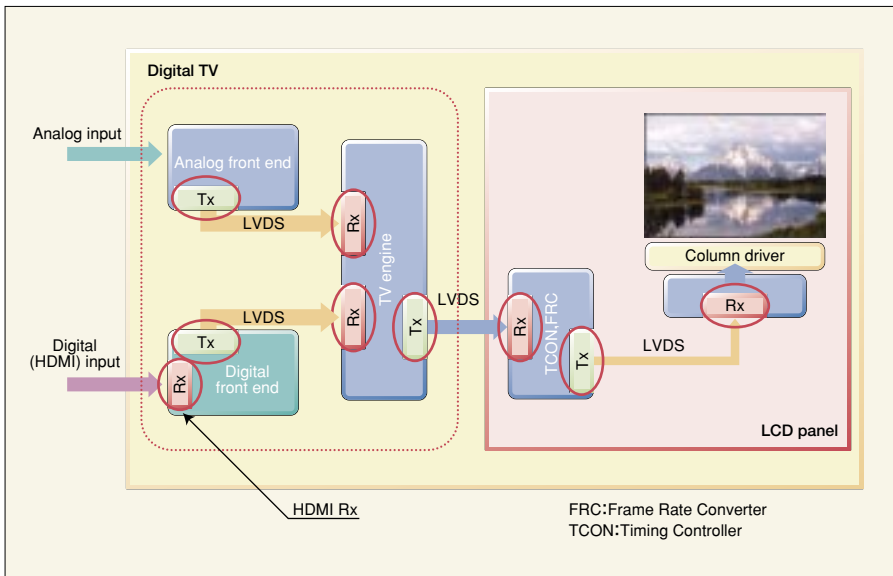 Digital TV
Analog input
Analog front end
Tx
LVDS
Rx
TV engine
LVDS
Rx
Tx
Digital
(HDMI) input
Rx
Digital
front end
HDMI Rx
Tx
LVDS
Rx
TCON,FRC
Tx
LVDS
Rx
Column driver
LCD panel
FRC:Frame Rate Converter
TCON:Timing Controller